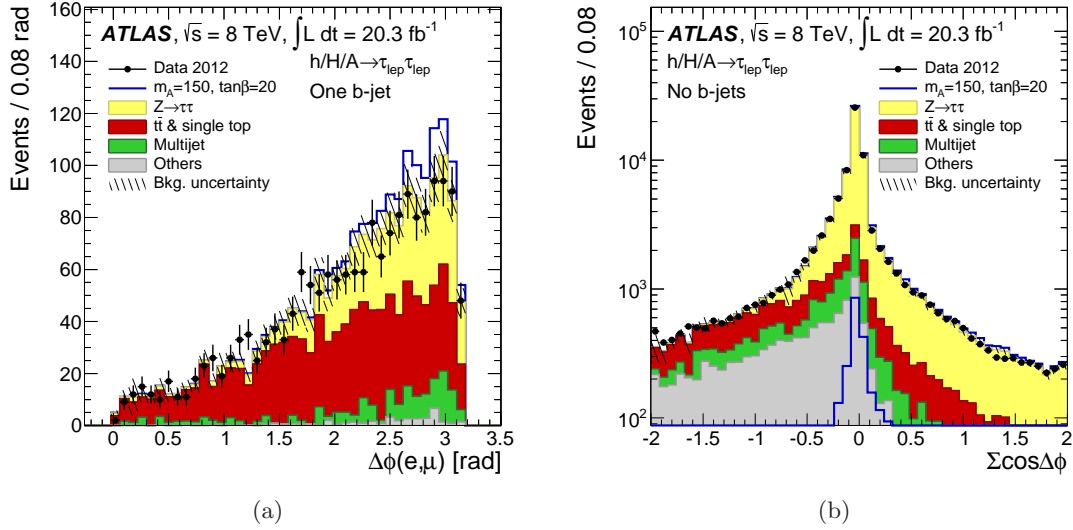 Events / 0.08 rad
160
140
120
100
80
60
40
20
0
ATLAS, √s = 8 TeV, ∫L dt = 20.3 fb⁻¹
h/H/A→τlepτlep
One b-jet
Data 2012
mA=150, tanβ=20
Z→ττ
tt̄ & single top
Multijet
Others
Bkg. uncertainty
0 0.5 1 1.5 2 2.5 3 3.5
Δϕ(e,μ) [rad]
(a)
Events / 0.08
10⁵
10⁴
10³
10²
ATLAS, √s = 8 TeV, ∫L dt = 20.3 fb⁻¹
h/H/A→τlepτlep
No b-jets
Data 2012
mA=150, tanβ=20
Z→ττ
tt̄ & single top
Multijet
Others
Bkg. uncertainty
-2 -1.5 -1 -0.5 0 0.5 1 1.5 2
ΣcosΔϕ
(b)